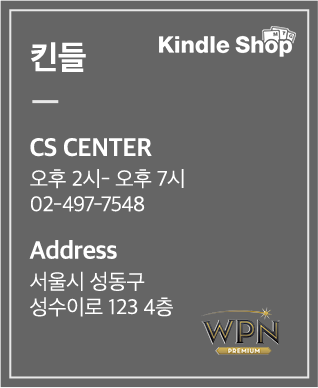 킨들
Kindle Shop
MTG
CS CENTER
오후 2시- 오후 7시
02-497-7548
Address
서울시 성동구
성수이로 123 4층
WPN
PREMIUM